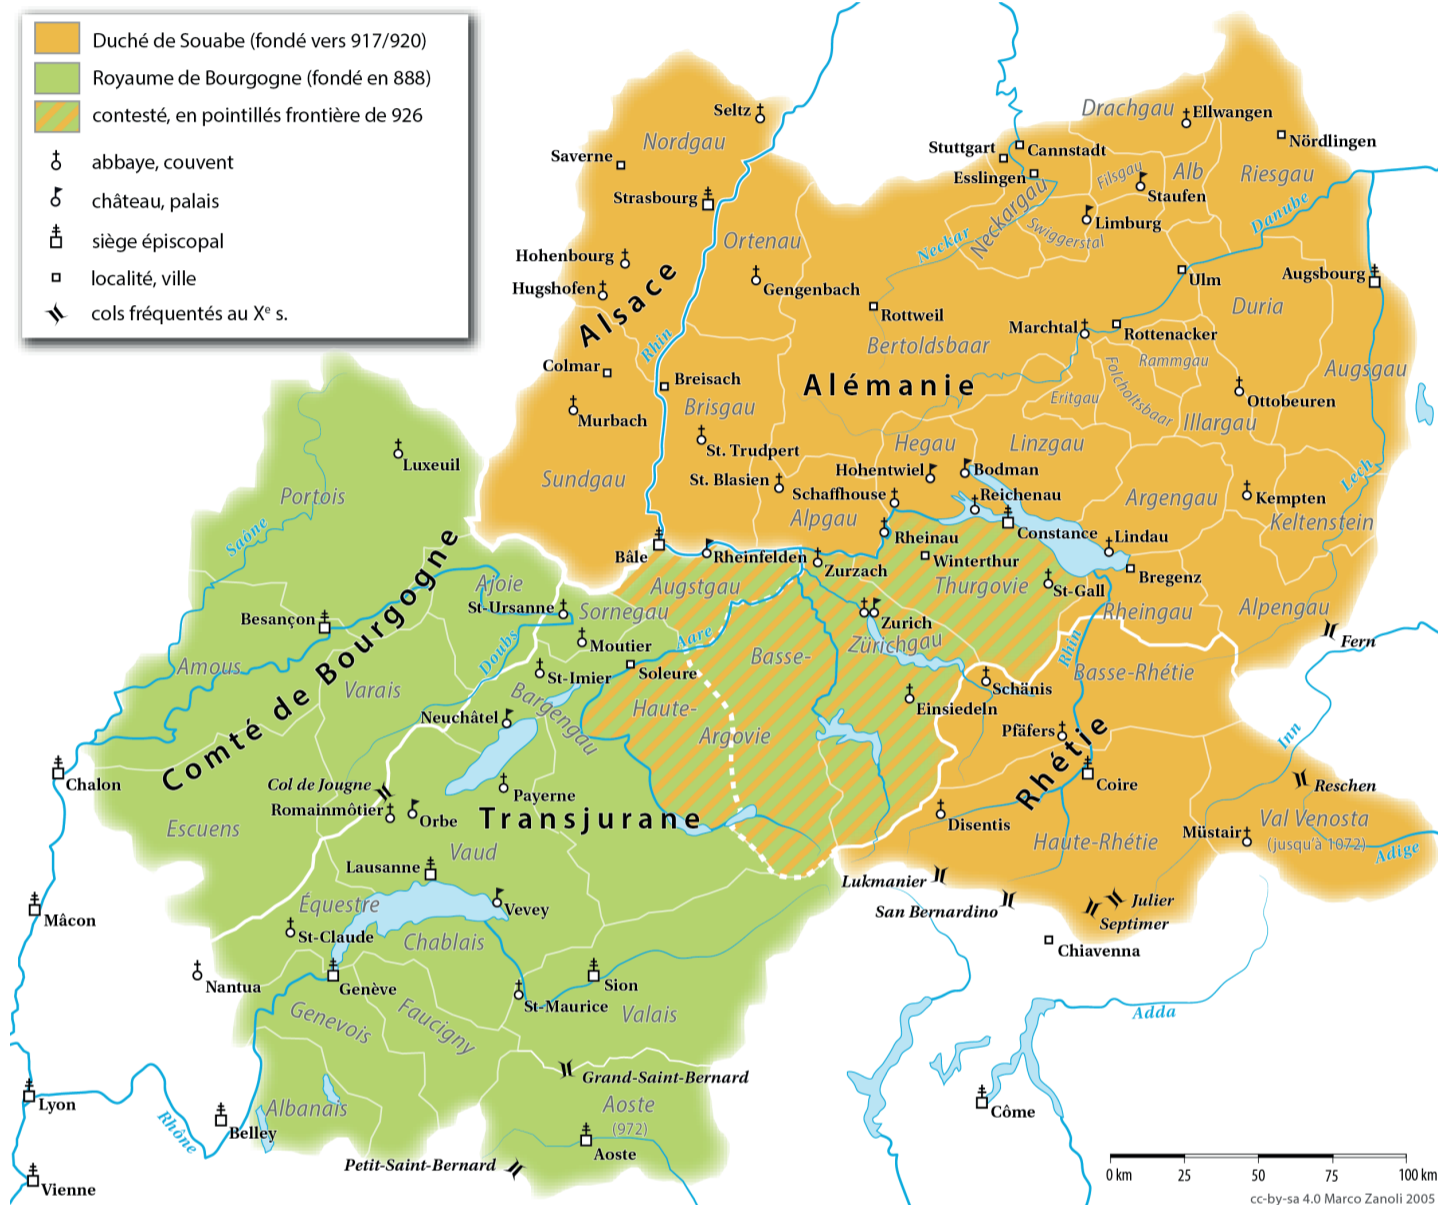 Duché de Souabe (fondé vers 917/920)
Royaume de Bourgogne (fondé en 888)
contesté, en pointillés frontière de 926
abbaye, couvent
château, palais
siège épiscopal
localité, ville
cols fréquentés au Xe s.
Seltz
Nordgau
Saverne
Strasbourg
Hohenbourg
Hugshofen
Alsace
Ortenau
Gengenbach
Rhin
Colmar
Breisach
Brisgau
Murbach
St. Trudpert
Sundgau
St. Blasien
Drachgau
Ellwangen
Nördlingen
Stuttgart
Cannstadt
Esslingen
Filsgau
Alb
Riesgau
Staufen
Neckargau
Swiggerstal
Limburg
Neckar
Danube
Ulm
Augsbourg
Duria
Rottweil
Marchtal
Rottenacker
Bertoldsbaar
Rammgau
Alémanie
Folcholtsbaar
Eritgau
Augsgau
Ottobeuren
Illargau
Hegau
Linzgau
Hohentwiel
Bodman
Schaffhouse
Reichenau
Argengau
Kempten
Lech
Keltenstein
Alpgau
Rheinau
Constance
Lindau
Bâle
Rheinfelden
Zurzach
Winterthur
Thurgovie
St-Gall
Bregenz
Rheingau
Alpengau
Fern
Augstgau
Sornegau
Aare
Zurich
Zürichgau
Basse-
Rhin
Basse-Rhétie
Luxeuil
Portois
Saône
Comté de Bourgogne
Ajoie
St-Ursanne
Besançon
Doubs
Moutier
St-Imier
Soleure
Amous
Varais
Bargengau
Haute-
Argovie
Schänis
Einsiedeln
Pfäfers
Rhétie
Inn
Neuchâtel
Chalon
Col de Jougne
Payerne
Romainmôtier
Orbe
Transjurane
Escuens
Coire
Reschen
Disentis
Haute-Rhétie
Müstair
Val Venosta
(jusqu'à 1072)
Adige
Vaud
Lausanne
Lukmanier
San Bernardino
Julier
Septimer
Chiavenna
Mâcon
Équestre
Vevey
St-Claude
Chablais
Nantua
Genève
Sion
St-Maurice
Valais
Genevois
Faucigny
Adda
Grand-Saint-Bernard
Lyon
Albanais
Aoste
(972)
Rhône
Belley
Aoste
Côme
Petit-Saint-Bernard
Vienne
0 km 25 50 75 100 km
cc-by-sa 4.0 Marco Zanoli 2005